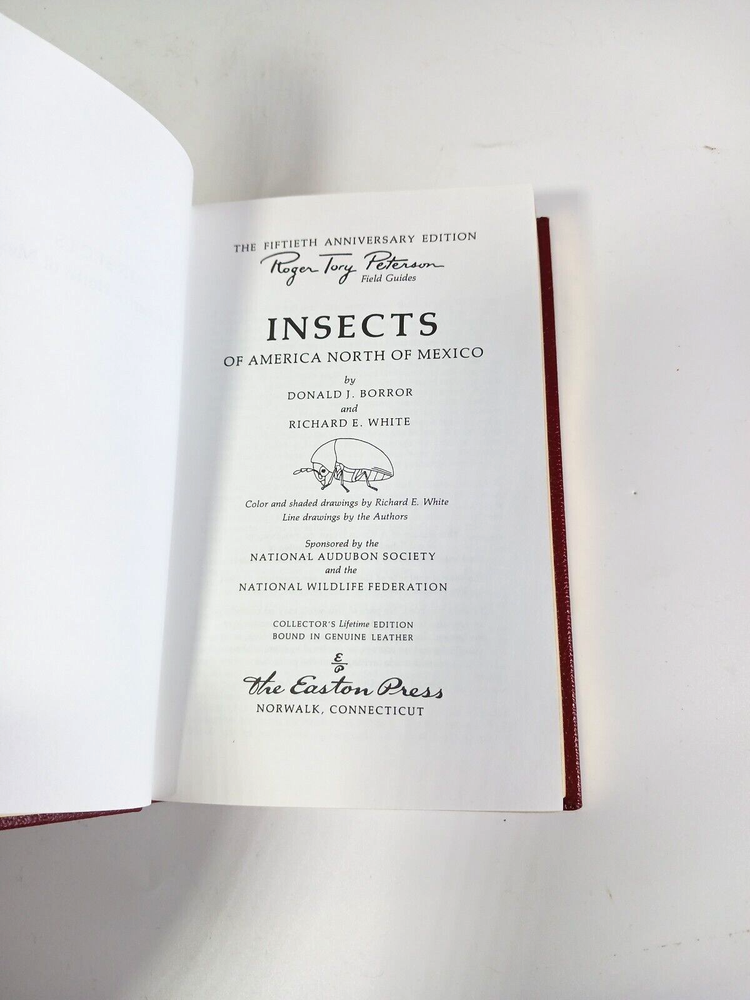 THE FIFTIETH ANNIVERSARY EDITION
Roger Tory Peterson
Field Guides
INSECTS
OF AMERICA NORTH OF MEXICO
by
DONALD J. BORROR
and
RICHARD E. WHITE
Color and shaded drawings by Richard E. White
Line drawings by the Authors
Sponsored by the
NATIONAL AUDUBON SOCIETY
and the
NATIONAL WILDLIFE FEDERATION
COLLECTOR'S Lifetime EDITION
BOUND IN GENUINE LEATHER
E
P
the Easton Press
NORWALK, CONNECTICUT